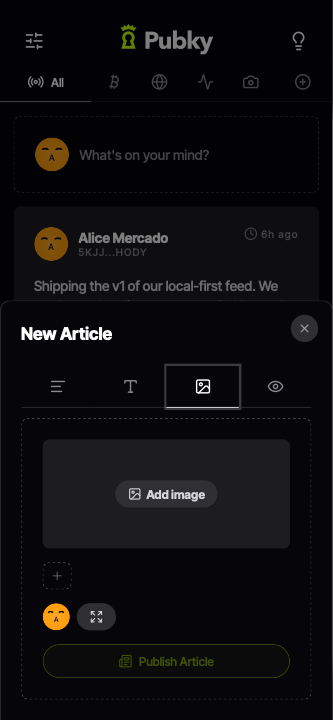 Pubky
All
What's on your mind?
Alice Mercado
6h ago
5KJJ...HODY
Shipping the v1 of our local-first feed. We
New Article
Add image
Publish Article